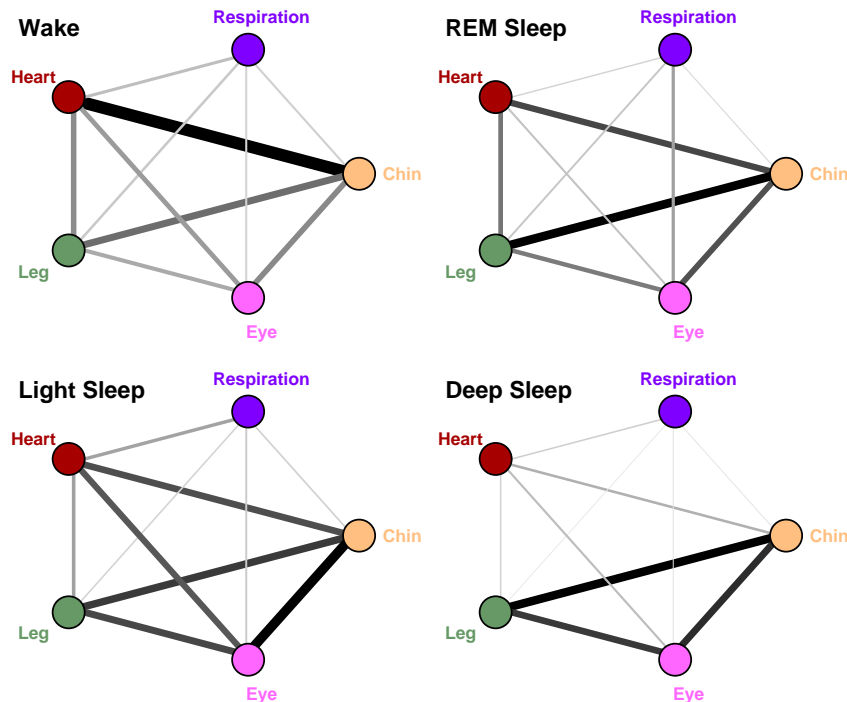 Wake
Respiration
Heart
Chin
Leg
Eye
REM Sleep
Respiration
Heart
Chin
Leg
Eye
Light Sleep
Respiration
Heart
Chin
Leg
Eye
Deep Sleep
Respiration
Heart
Chin
Leg
Eye